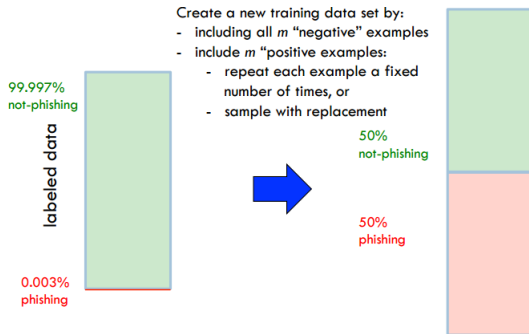 Create a new training data set by:
- including all m “negative” examples
- include m “positive examples:
- repeat each example a fixed
number of times, or
- sample with replacement
99.997%
not-phishing
labeled data
0.003%
phishing
50%
not-phishing
50%
phishing